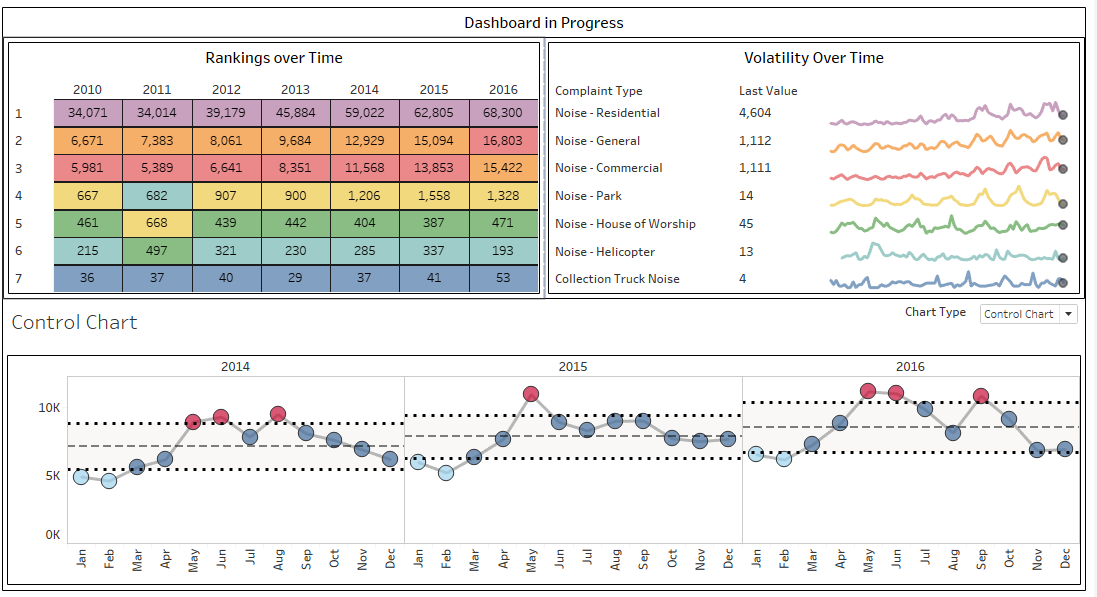 Dashboard in Progress
Rankings over Time
2010 2011 2012 2013 2014 2015 2016
1 34,071 34,014 39,179 45,884 59,022 62,805 68,300
2 6,671 7,383 8,061 9,684 12,929 15,094 16,803
3 5,981 5,389 6,641 8,351 11,568 13,853 15,422
4 667 682 907 900 1,206 1,558 1,328
5 461 668 439 442 404 387 471
6 215 497 321 230 285 337 193
7 36 37 40 29 37 41 53
Volatility Over Time
Complaint Type Last Value
Noise - Residential 4,604
Noise - General 1,112
Noise - Commercial 1,111
Noise - Park 14
Noise - House of Worship 45
Noise - Helicopter 13
Collection Truck Noise 4
Control Chart
Chart Type Control Chart
2014 2015 2016
10K
5K
0K
Jan Feb Mar Apr May Jun Jul Aug Sep Oct Nov Dec Jan Feb Mar Apr May Jun Jul Aug Sep Oct Nov Dec Jan Feb Mar Apr May Jun Jul Aug Sep Oct Nov Dec